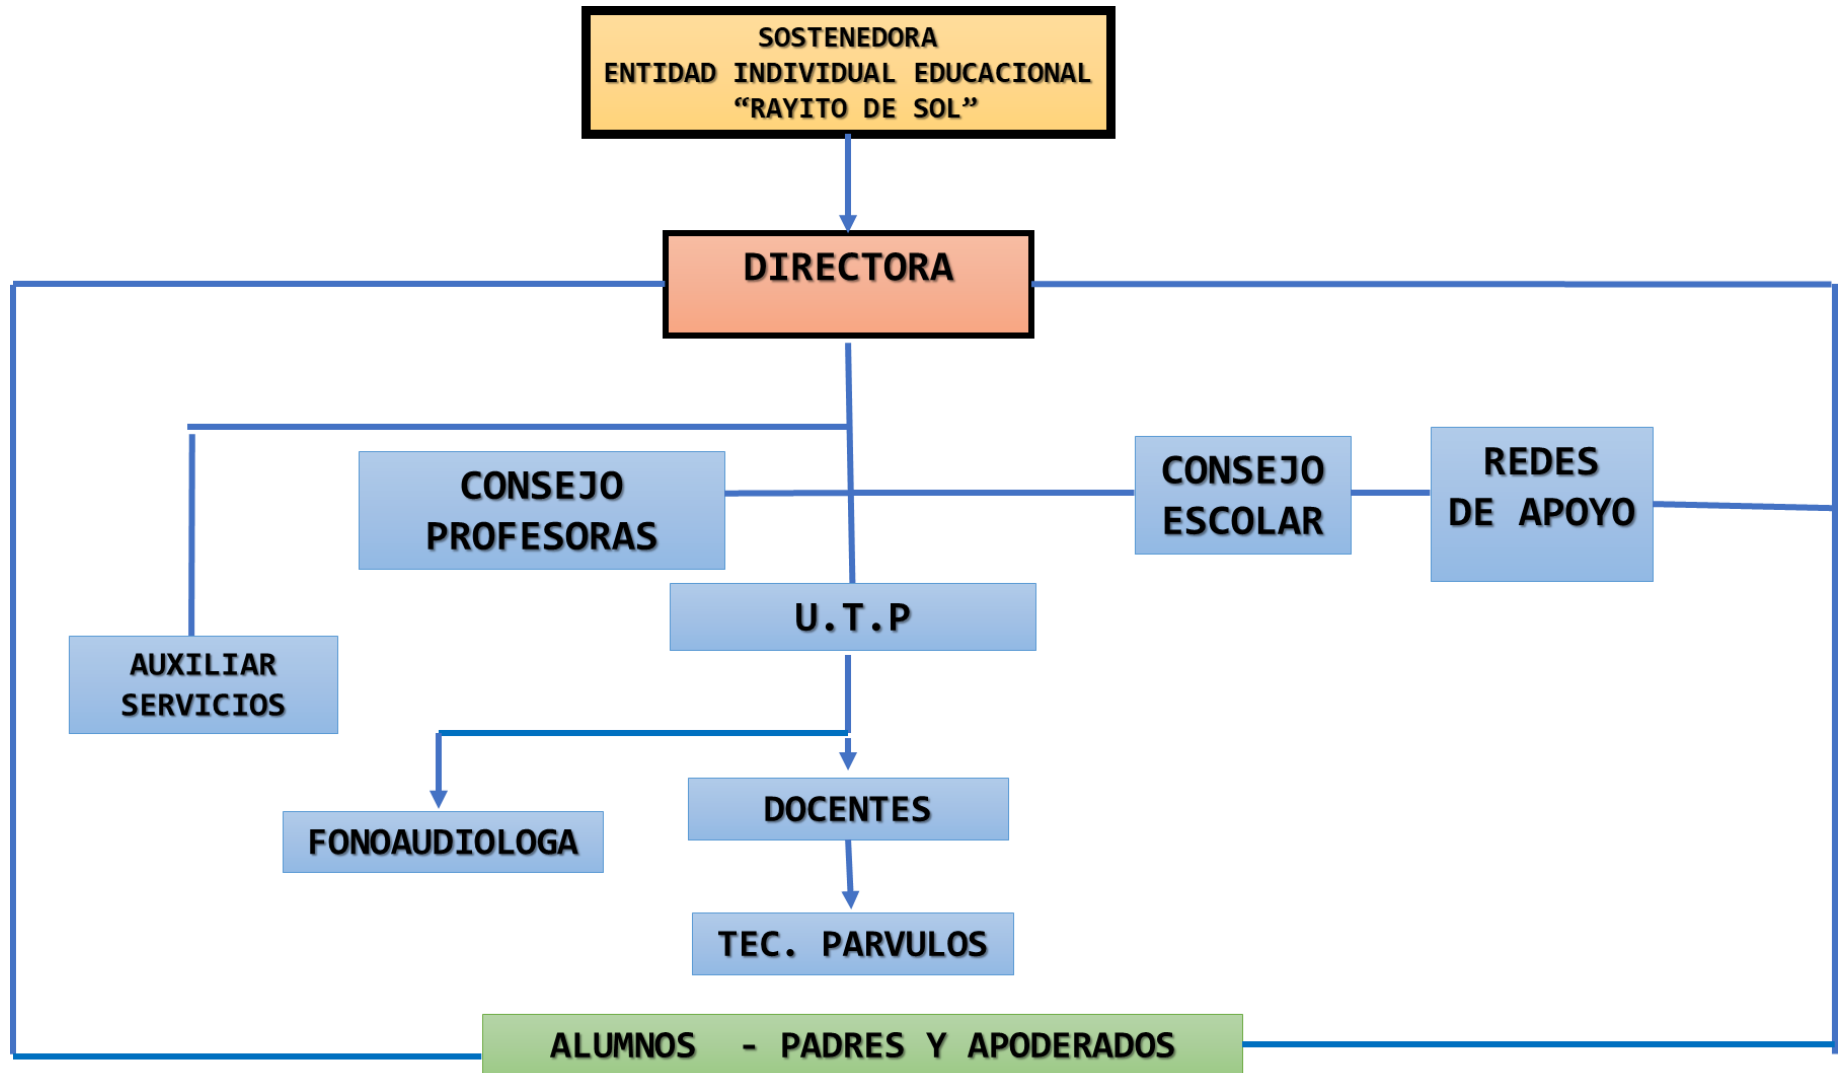 SOSTENEDORA
ENTIDAD INDIVIDUAL EDUCACIONAL
“RAYITO DE SOL”
DIRECTORA
CONSEJO
PROFESORAS
CONSEJO
ESCOLAR
REDES
DE APOYO
U.T.P
AUXILIAR
SERVICIOS
DOCENTES
FONOAUDIOLOGA
TEC. PARVULOS
ALUMNOS - PADRES Y APODERADOS